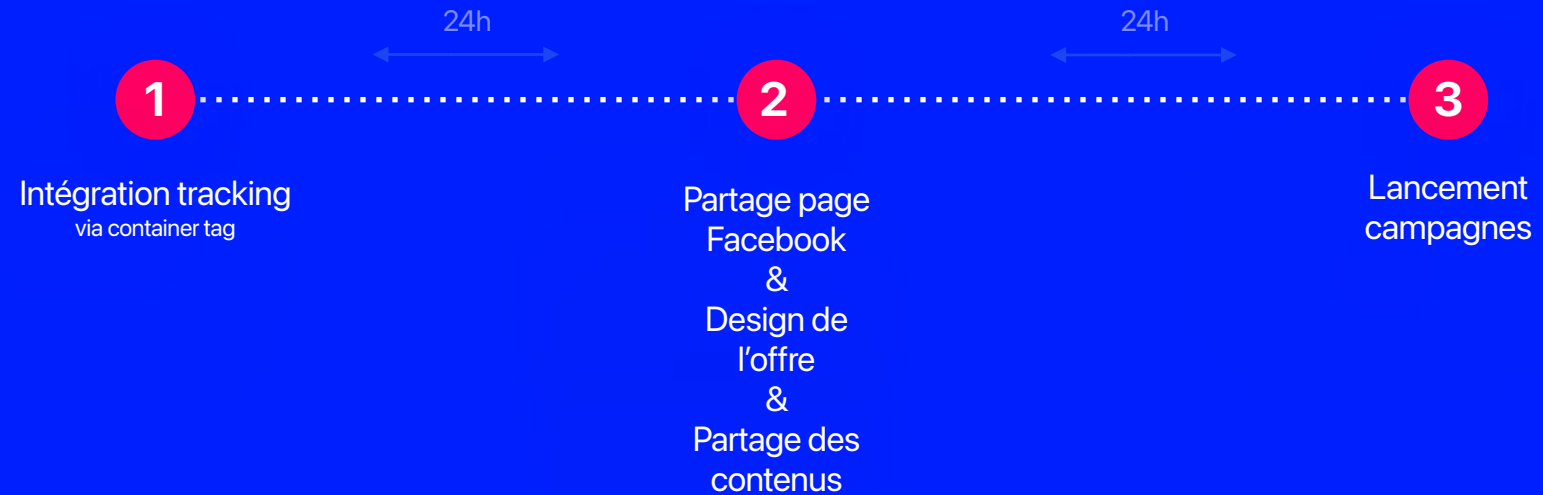 24h
24h
1
2
3
Intégration tracking
via container tag
Partage page
Facebook
&
Design de
l’offre
&
Partage des
contenus
Lancement
campagnes